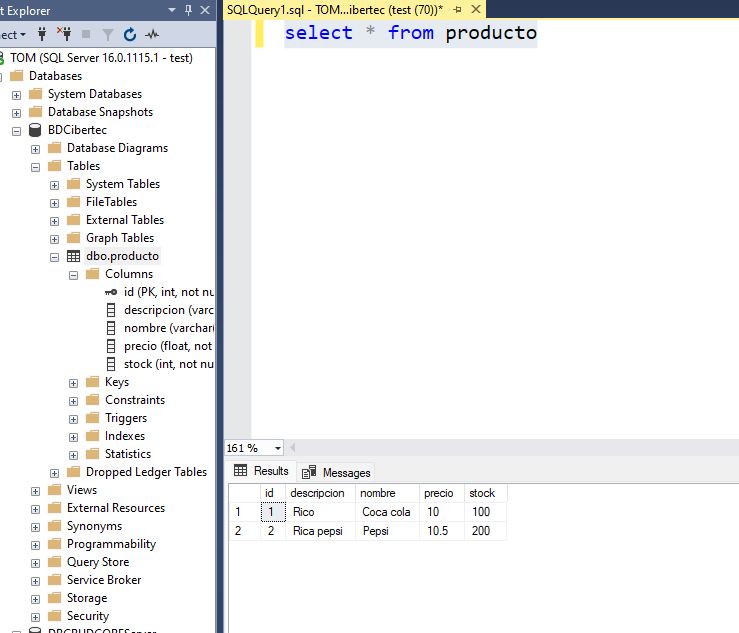 t Explorer
ect
TOM (SQL Server 16.0.1115.1 - test)
Databases
System Databases
Database Snapshots
BDCibertec
Database Diagrams
Tables
System Tables
FileTables
External Tables
Graph Tables
dbo.producto
Columns
id (PK, int, not nu
descripcion (varc
nombre (varchar(
precio (float, not
stock (int, not nu
Keys
Constraints
Triggers
Indexes
Statistics
Dropped Ledger Tables
Views
External Resources
Synonyms
Programmability
Query Store
Service Broker
Storage
Security
SQLQuery1.sql - TOM...ibertec (test (70))*
select * from producto
161 %
Results Messages
id descripcion nombre precio stock
1 1 Rico Coca cola 10 100
2 2 Rica pepsi Pepsi 10.5 200